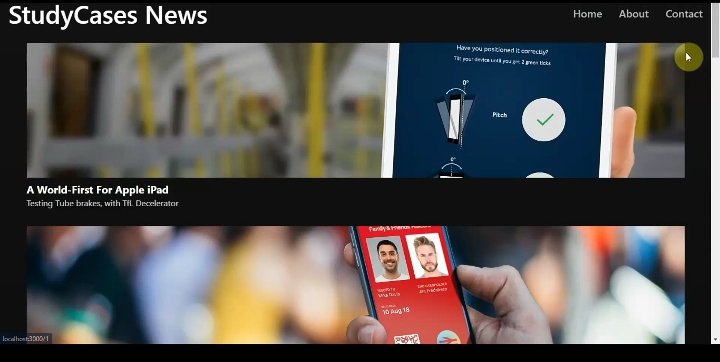 StudyCases News
Home About Contact
Have you positioned it correctly?
Tilt your device until you get 2 green ticks
0°
Pitch
0°
A World-First For Apple iPad
Testing Tube brakes, with TfL Decelerator
Family & Friends
10 Aug 18
localhost:3000/1